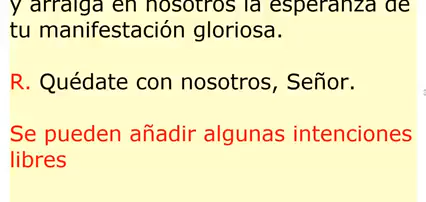 y arraiga en nosotros la esperanza de
tu manifestación gloriosa.
R. Quédate con nosotros, Señor.
Se pueden añadir algunas intenciones
libres